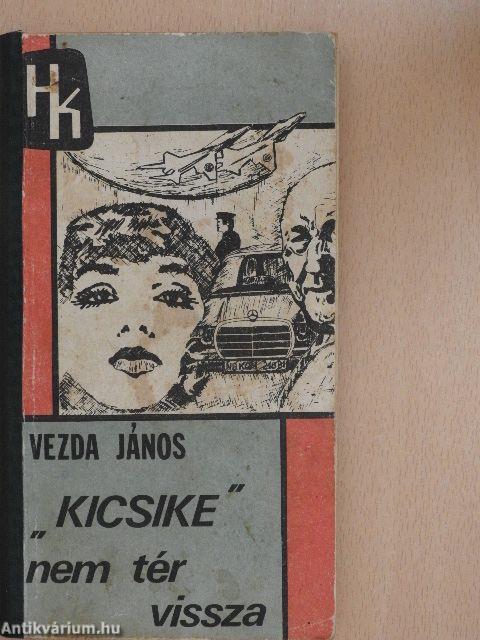 HK
VEZDA JÁNOS
„KICSIKE”
nem tér
vissza
Antikvárium.hu